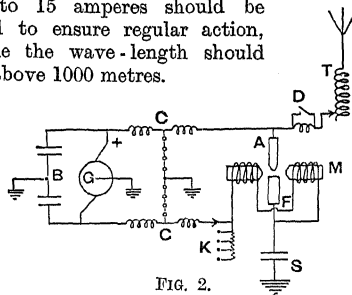 to 15 amperes should be
to ensure regular action,
the wave-length should
above 1000 metres.
T
D
C
A
+
M
B
G
F
C
K
S
FIG. 2.